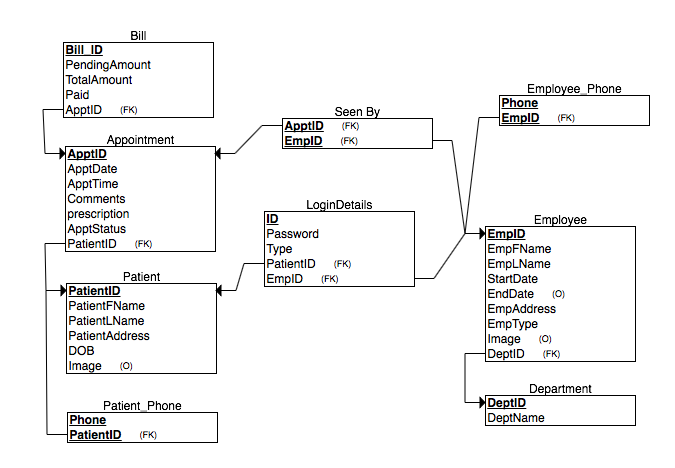 Bill
Bill_ID
PendingAmount
TotalAmount
Paid
ApptID (FK)
Appointment
ApptID
ApptDate
ApptTime
Comments
prescription
ApptStatus
PatientID (FK)
Patient
PatientID
PatientFName
PatientLName
PatientAddress
DOB
Image (O)
Patient_Phone
Phone
PatientID (FK)
Seen By
ApptID (FK)
EmpID (FK)
LoginDetails
ID
Password
Type
PatientID (FK)
EmpID (FK)
Employee_Phone
Phone
EmpID (FK)
Employee
EmpID
EmpFName
EmpLName
StartDate
EndDate (O)
EmpAddress
EmpType
Image (O)
DeptID (FK)
Department
DeptID
DeptName